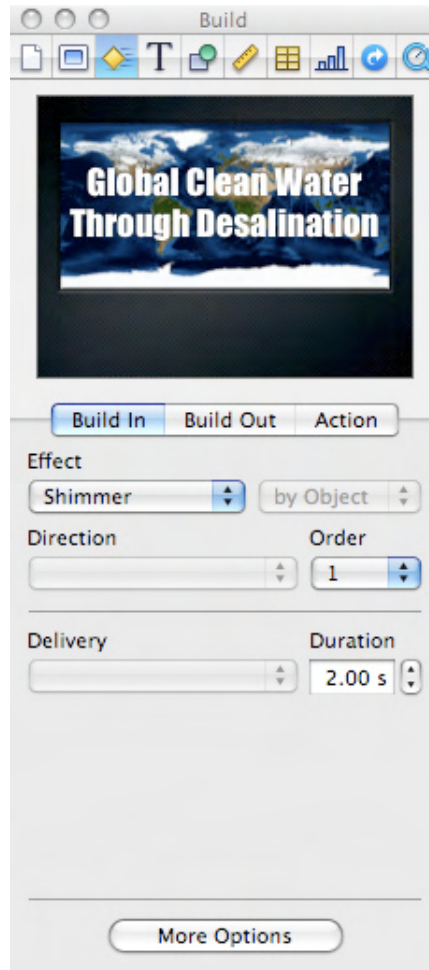 Build
T
Global Clean Water
Through Desalination
Build In Build Out Action
Effect
Shimmer by Object
Direction Order
1
Delivery Duration
2.00 s
More Options